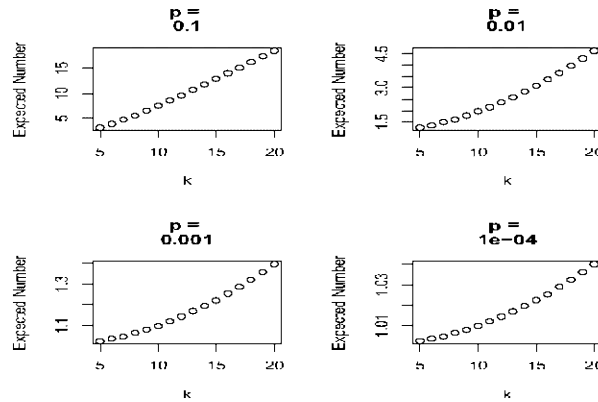 p =
0.1
Expected Number
5 10 15
5 10 15 20
k
p =
0.01
Expected Number
1.5 3.0 4.5
5 10 15 20
k
p =
0.001
Expected Number
1.1 1.3
5 10 15 20
k
p =
1e-04
Expected Number
1.01 1.03
5 10 15 20
k